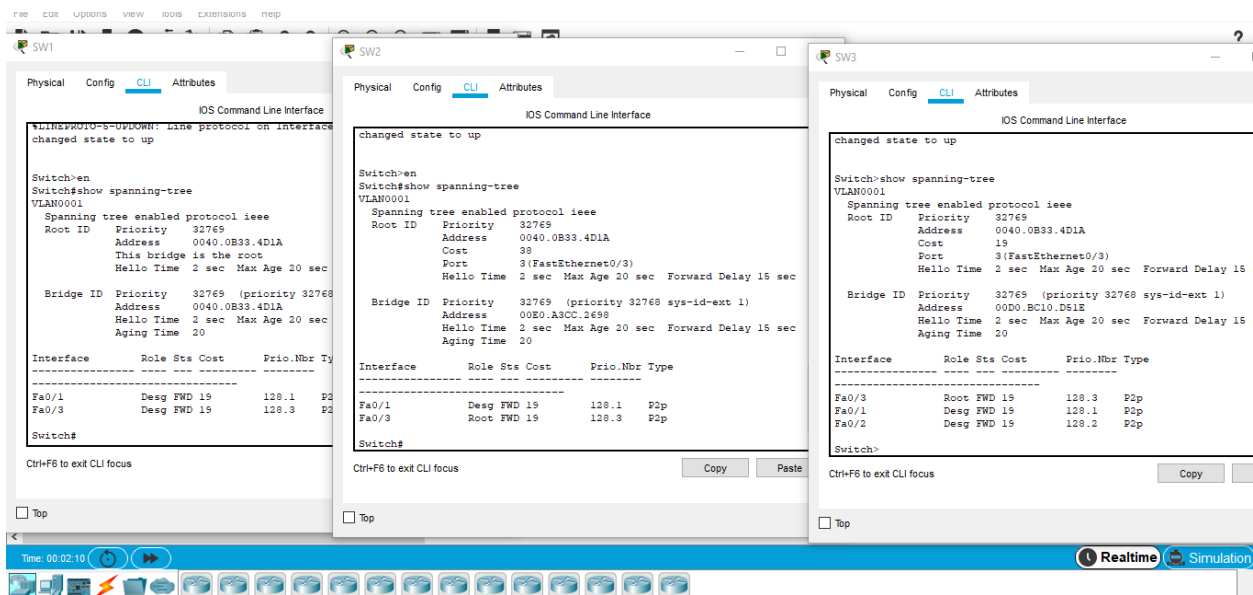 File Edit Options View Tools Extensions Help
SW1
Physical Config CLI Attributes
IOS Command Line Interface
%LINEPROTO-5-UPDOWN: Line protocol on Interface
changed state to up
Switch>en
Switch#show spanning-tree
VLAN0001
Spanning tree enabled protocol ieee
Root ID Priority 32769
Address 0040.0B33.4D1A
This bridge is the root
Hello Time 2 sec Max Age 20 sec
Bridge ID Priority 32769 (priority 32768
Address 0040.0B33.4D1A
Hello Time 2 sec Max Age 20 sec
Aging Time 20
Interface Role Sts Cost Prio.Nbr Ty
---------------- ---- --- --------- --------
--------------------------------
Fa0/1 Desg FWD 19 128.1 P2
Fa0/3 Desg FWD 19 128.3 P2
Switch#
Ctrl+F6 to exit CLI focus
Top
SW2
Physical Config CLI Attributes
IOS Command Line Interface
changed state to up
Switch>en
Switch#show spanning-tree
VLAN0001
Spanning tree enabled protocol ieee
Root ID Priority 32769
Address 0040.0B33.4D1A
Cost 38
Port 3(FastEthernet0/3)
Hello Time 2 sec Max Age 20 sec Forward Delay 15 sec
Bridge ID Priority 32769 (priority 32768 sys-id-ext 1)
Address 00E0.A3CC.2698
Hello Time 2 sec Max Age 20 sec Forward Delay 15 sec
Aging Time 20
Interface Role Sts Cost Prio.Nbr Type
---------------- ---- --- --------- --------
--------------------------------
Fa0/1 Desg FWD 19 128.1 P2p
Fa0/3 Root FWD 19 128.3 P2p
Switch#
Ctrl+F6 to exit CLI focus
Copy Paste
Top
SW3
Physical Config CLI Attributes
IOS Command Line Interface
changed state to up
Switch>show spanning-tree
VLAN0001
Spanning tree enabled protocol ieee
Root ID Priority 32769
Address 0040.0B33.4D1A
Cost 19
Port 3(FastEthernet0/3)
Hello Time 2 sec Max Age 20 sec Forward Delay 15
Bridge ID Priority 32769 (priority 32768 sys-id-ext 1)
Address 00D0.BC10.D51E
Hello Time 2 sec Max Age 20 sec Forward Delay 15
Aging Time 20
Interface Role Sts Cost Prio.Nbr Type
---------------- ---- --- --------- --------
--------------------------------
Fa0/3 Root FWD 19 128.3 P2p
Fa0/1 Desg FWD 19 128.1 P2p
Fa0/2 Desg FWD 19 128.2 P2p
Switch>
Ctrl+F6 to exit CLI focus
Copy
Top
Time: 00:02:10
Realtime Simulation